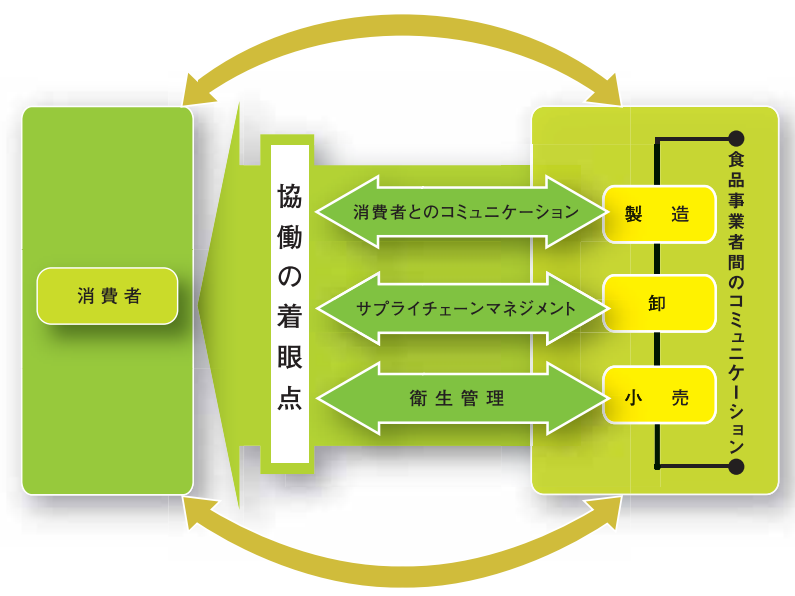 消費者
協働の着眼点
消費者とのコミュニケーション
サプライチェーンマネジメント
衛生管理
製造
卸
小売
食品事業者間のコミュニケーション